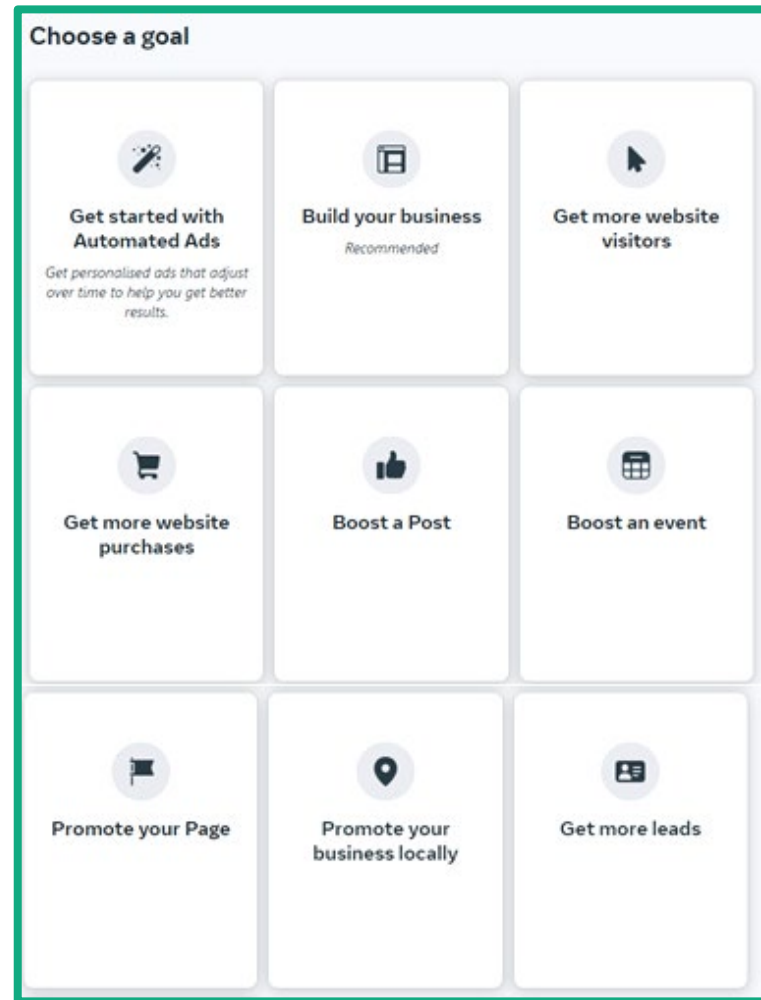 Choose a goal
Get started with
Automated Ads
Get personalised ads that adjust
over time to help you get better
results.
Build your business
Recommended
Get more website
visitors
Get more website
purchases
Boost a Post
Boost an event
Promote your Page
Promote your
business locally
Get more leads